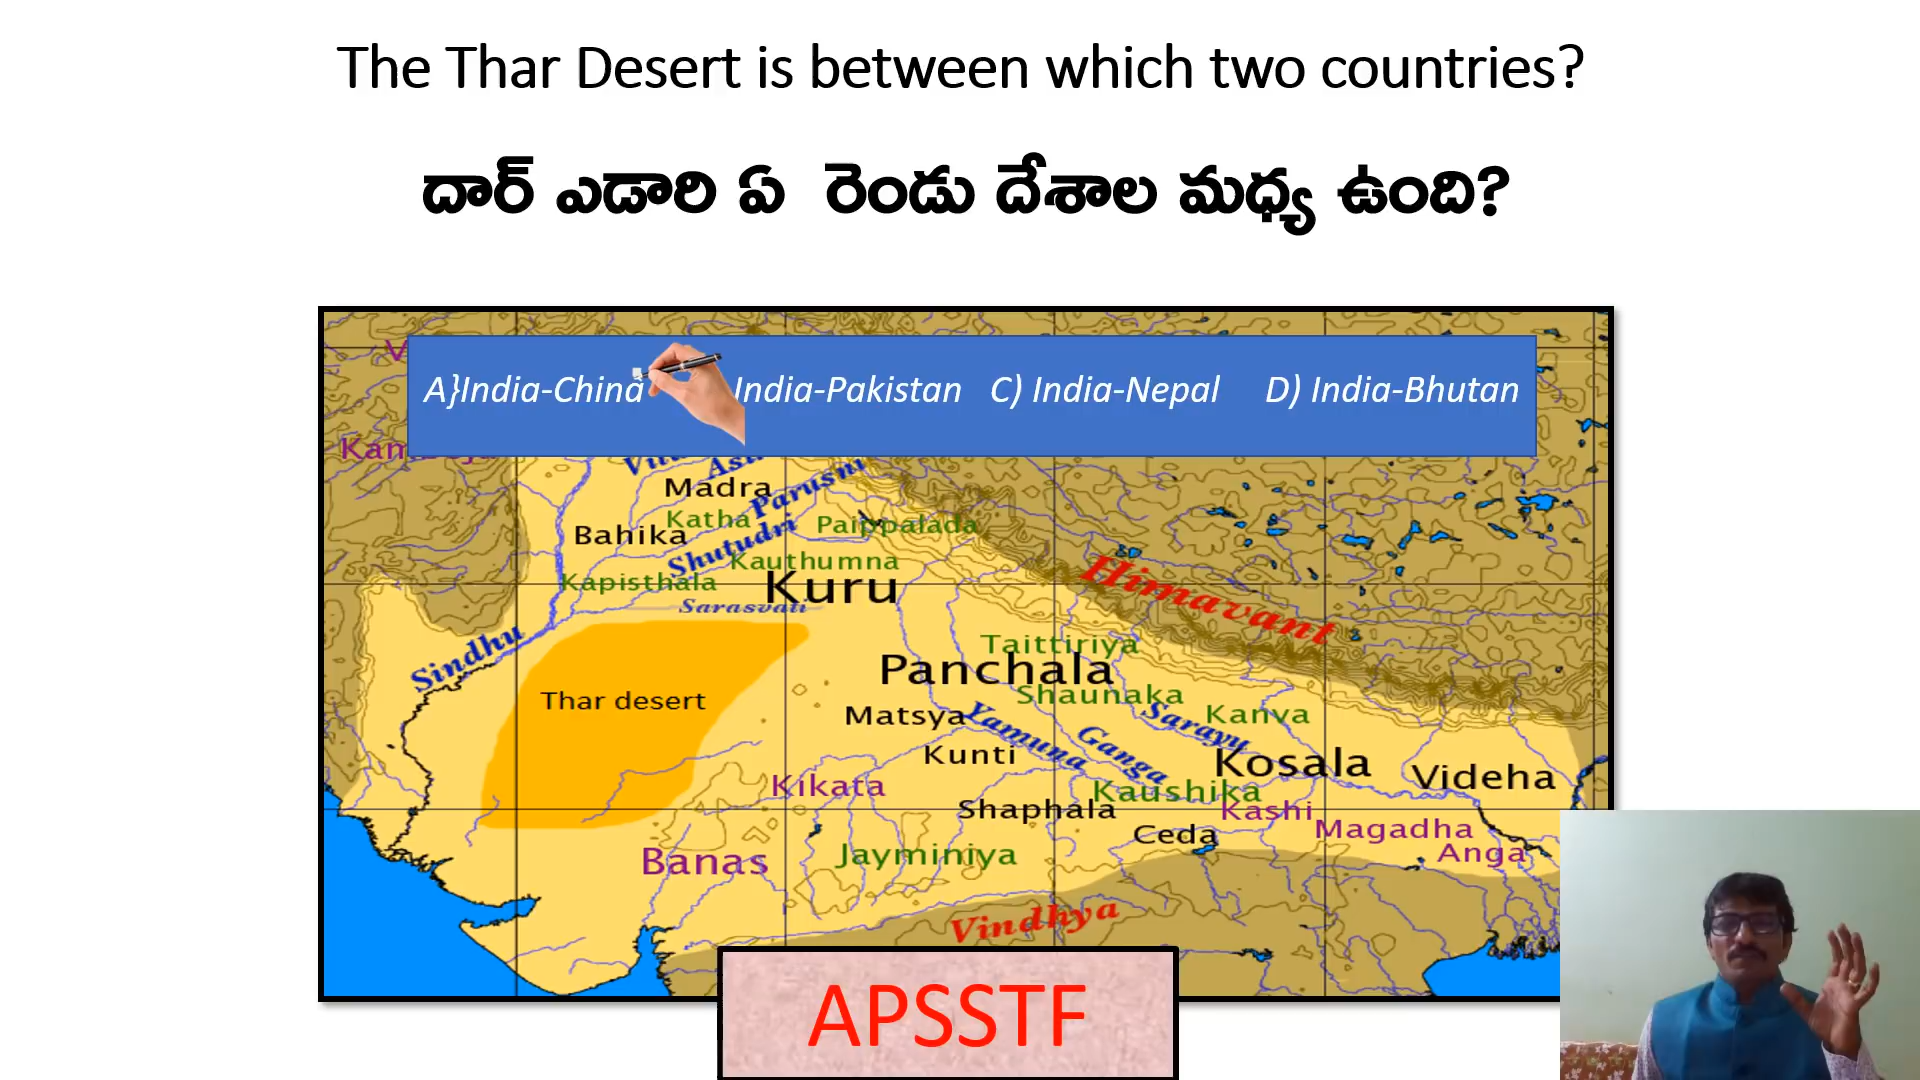 The Thar Desert is between which two countries?
దార్ ఎడారి ఏ రెండు దేశాల మధ్య ఉంది?
A}India-China India-Pakistan C) India-Nepal D) India-Bhutan
Parusni
Madra
Katha
Paippalada
Bahika
Shutudri
Kauthumna
Kapisthala
Kuru
Sarasvati
Himavant
Sindhu
Taittiriya
Panchala
Thar desert
Shaunaka
Matsya
Yamuna
Sarayu
Kanva
Ganga
Kunti
Kosala
Videha
Kikata
Kaushika
Shaphala
Kashi
Magadha
Ceda
Anga
Banas
Jayminiya
Vindhya
APSSTF